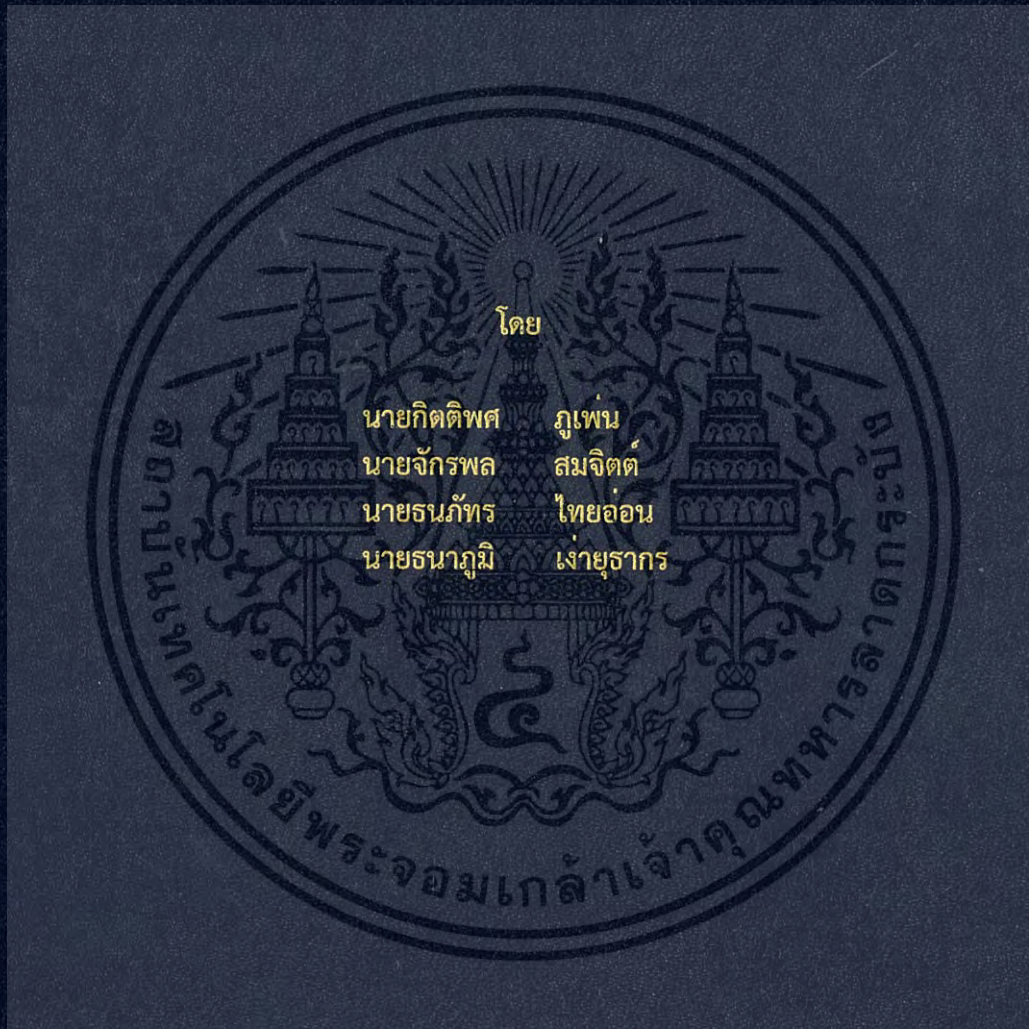 โดย
นายกิตติพศ ภูเพ่น
นายจักรพล สมจิตต์
นายธนภัทร ไทยอ่อน
นายธนาภูมิ เง่ายุธากร
สถาบันเทคโนโลยีพระจอมเกล้าเจ้าคุณทหารลาดกระบัง
๔